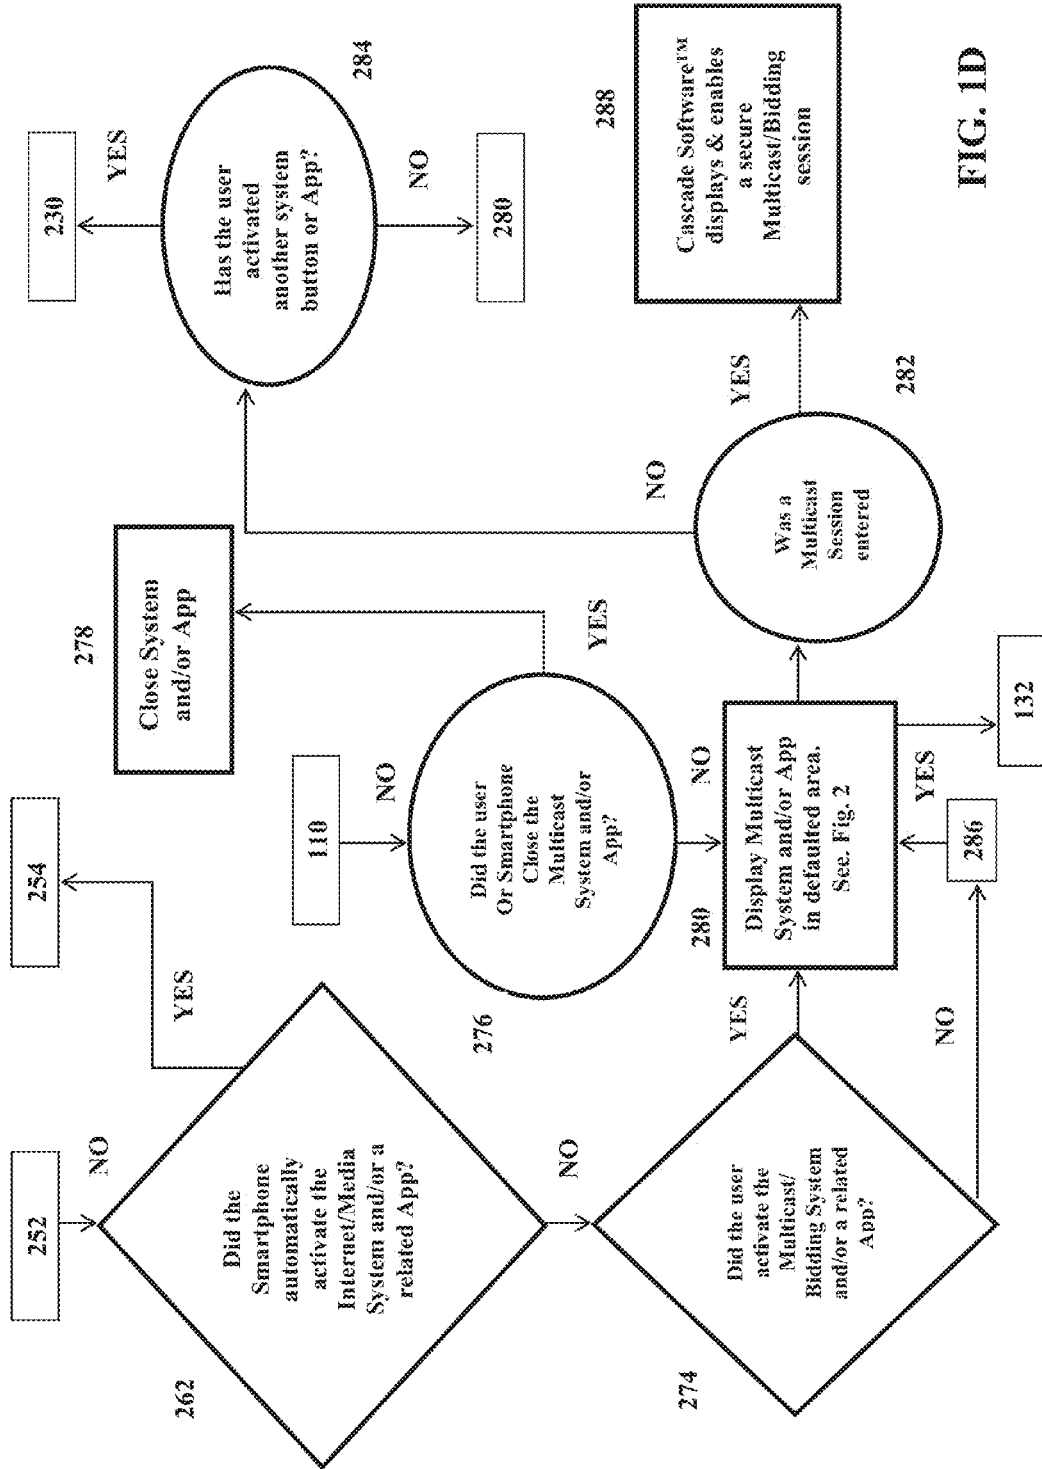 252
NO
262
Did the
Smartphone
automatically
activate the
Internet/Media
System and/or a
related App?
YES
254
NO
274
Did the user
activate the
Multicast/
Bidding System
and/or a related
App?
YES
NO
286
110
NO
276
Did the user
Or Smartphone
Close the
Multicast
System and/or
App?
YES
278
Close System
and/or App
NO
280
Display Multicast
System and/or App
in defaulted area.
See. Fig. 2
YES
132
Was a
Multicast
Session
entered
282
NO
YES
284
Has the user
activated
another system
button or App?
YES
230
NO
280
288
Cascade Software™
displays & enables
a secure
Multicast/Bidding
session
FIG. 1D